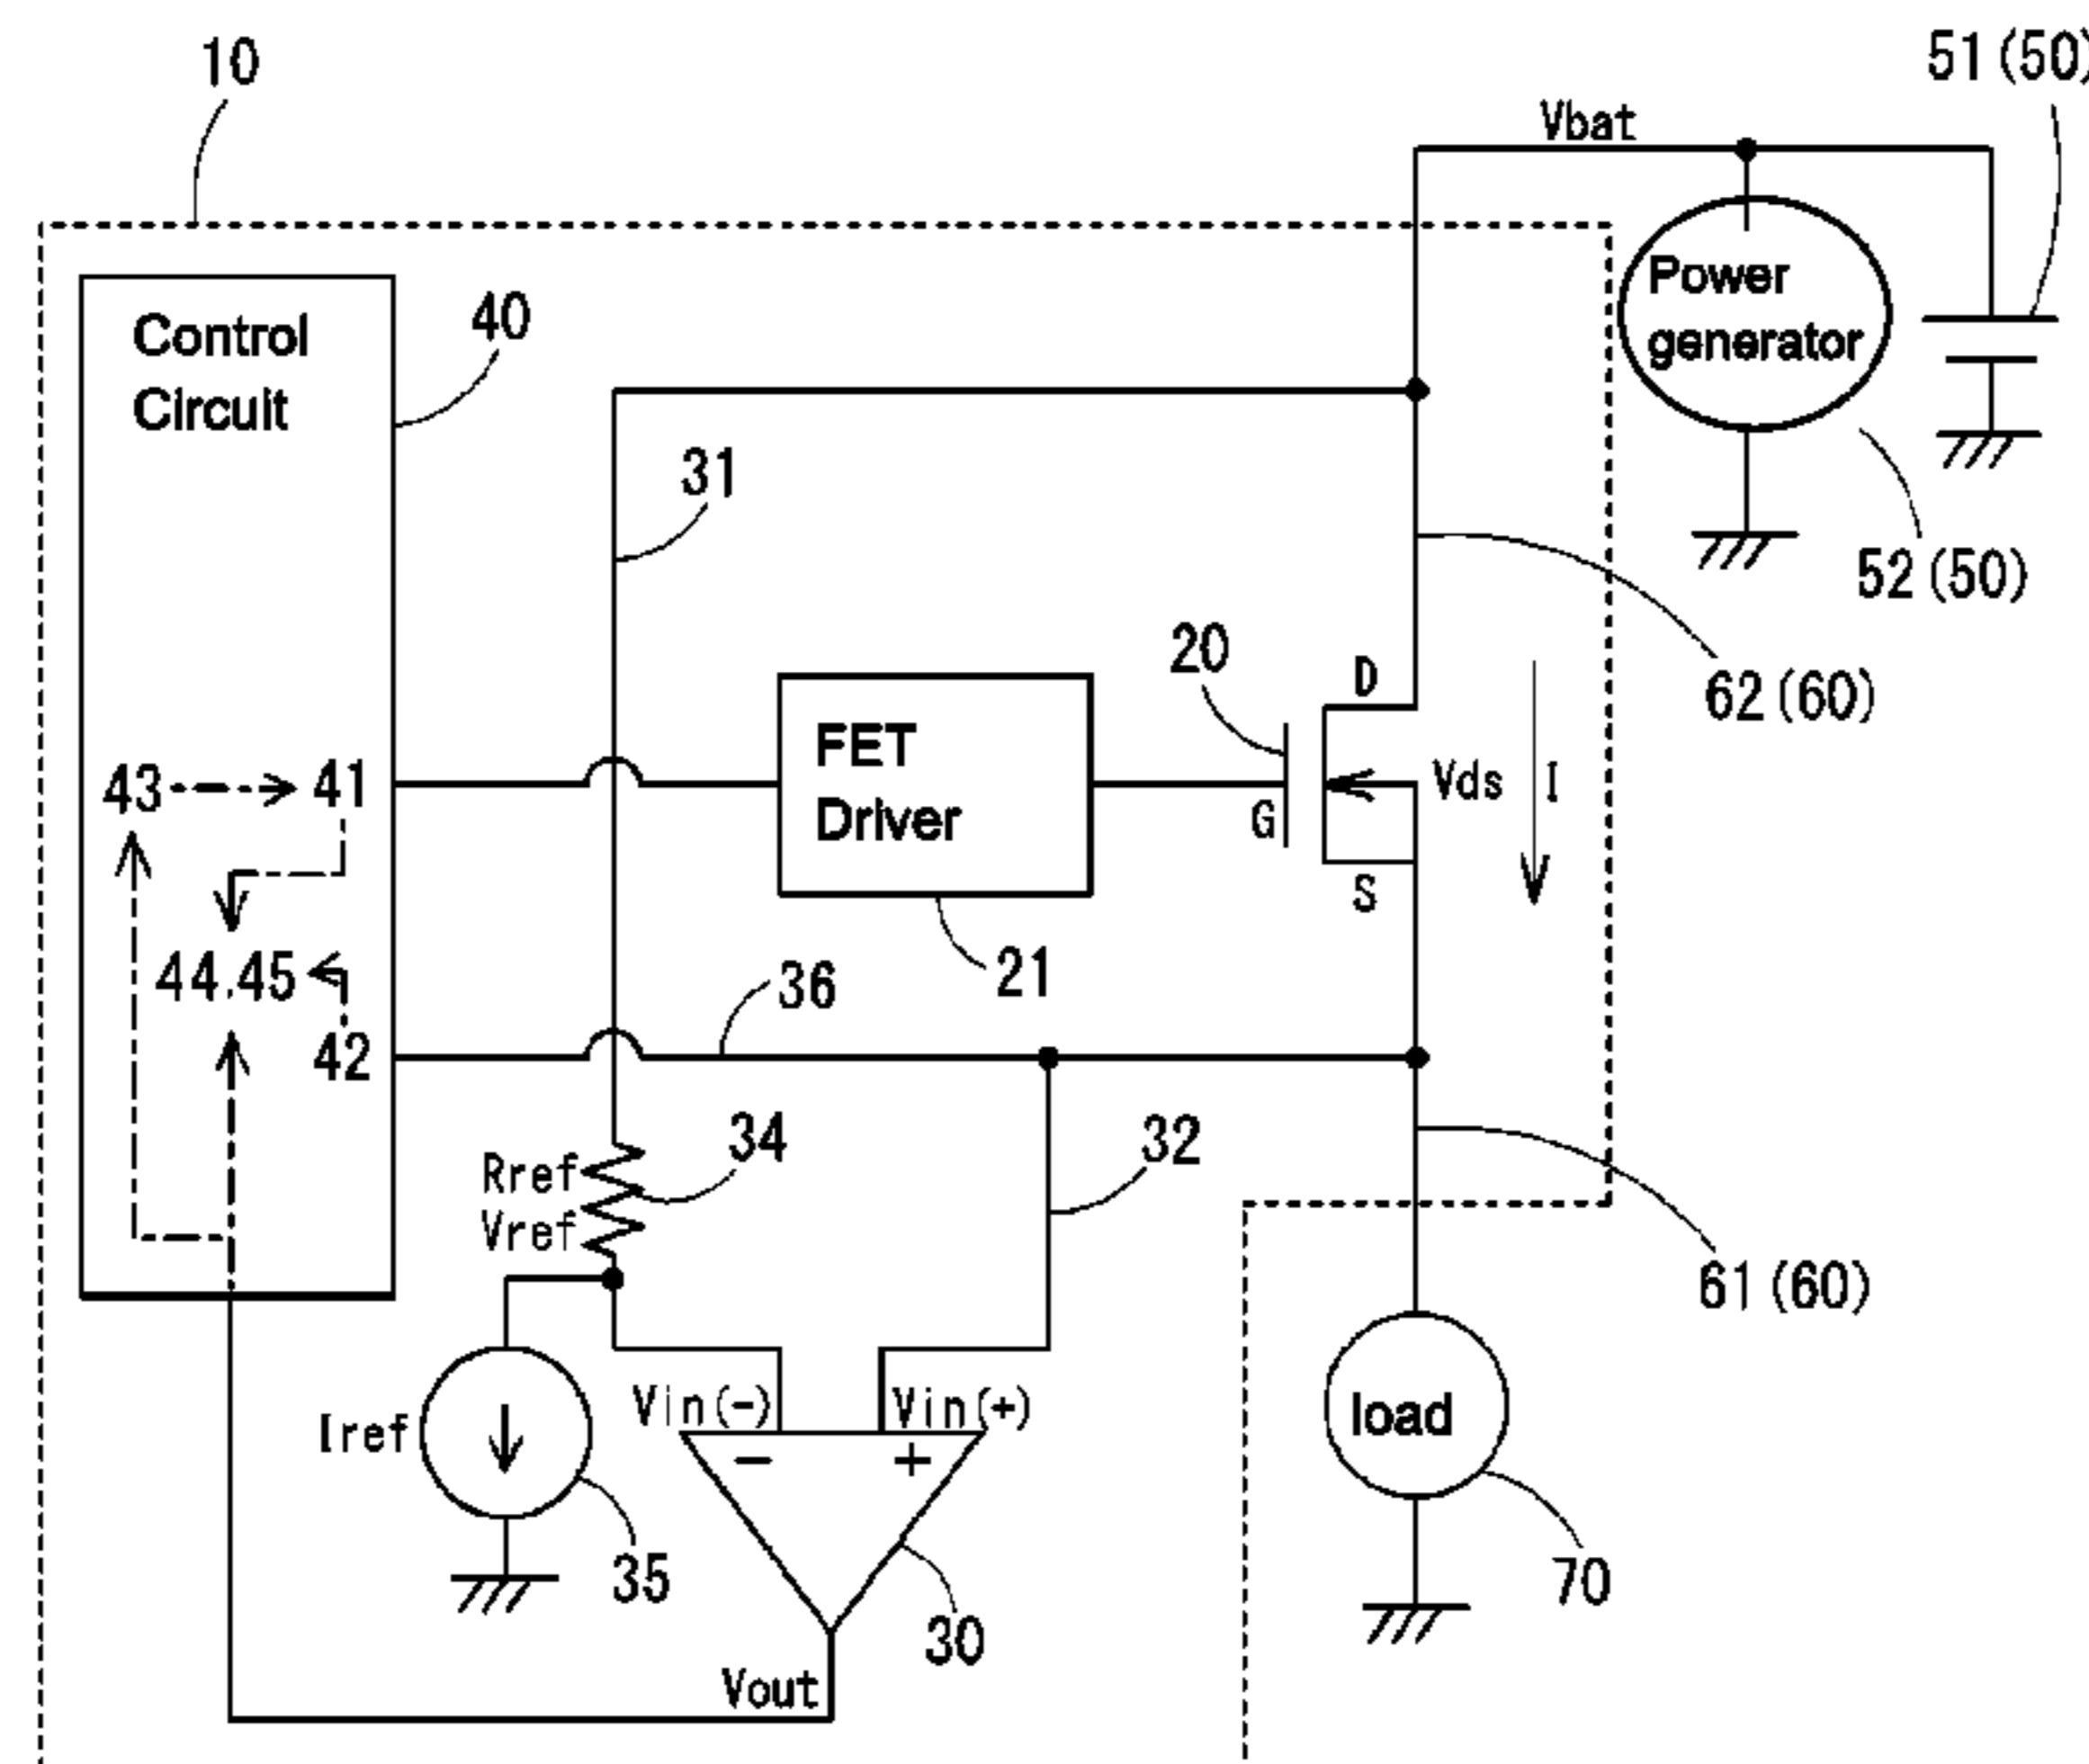 10
51(50)
Vbat
Control
Circuit
40
Power
generator
31
52(50)
20
D
62(60)
FET
Driver
43
41
G
Vds
I
S
44.45
21
36
42
Rref
34
32
Vref
61(60)
Iref
Vin(-)
Vin(+)
load
−
+
35
30
70
Vout